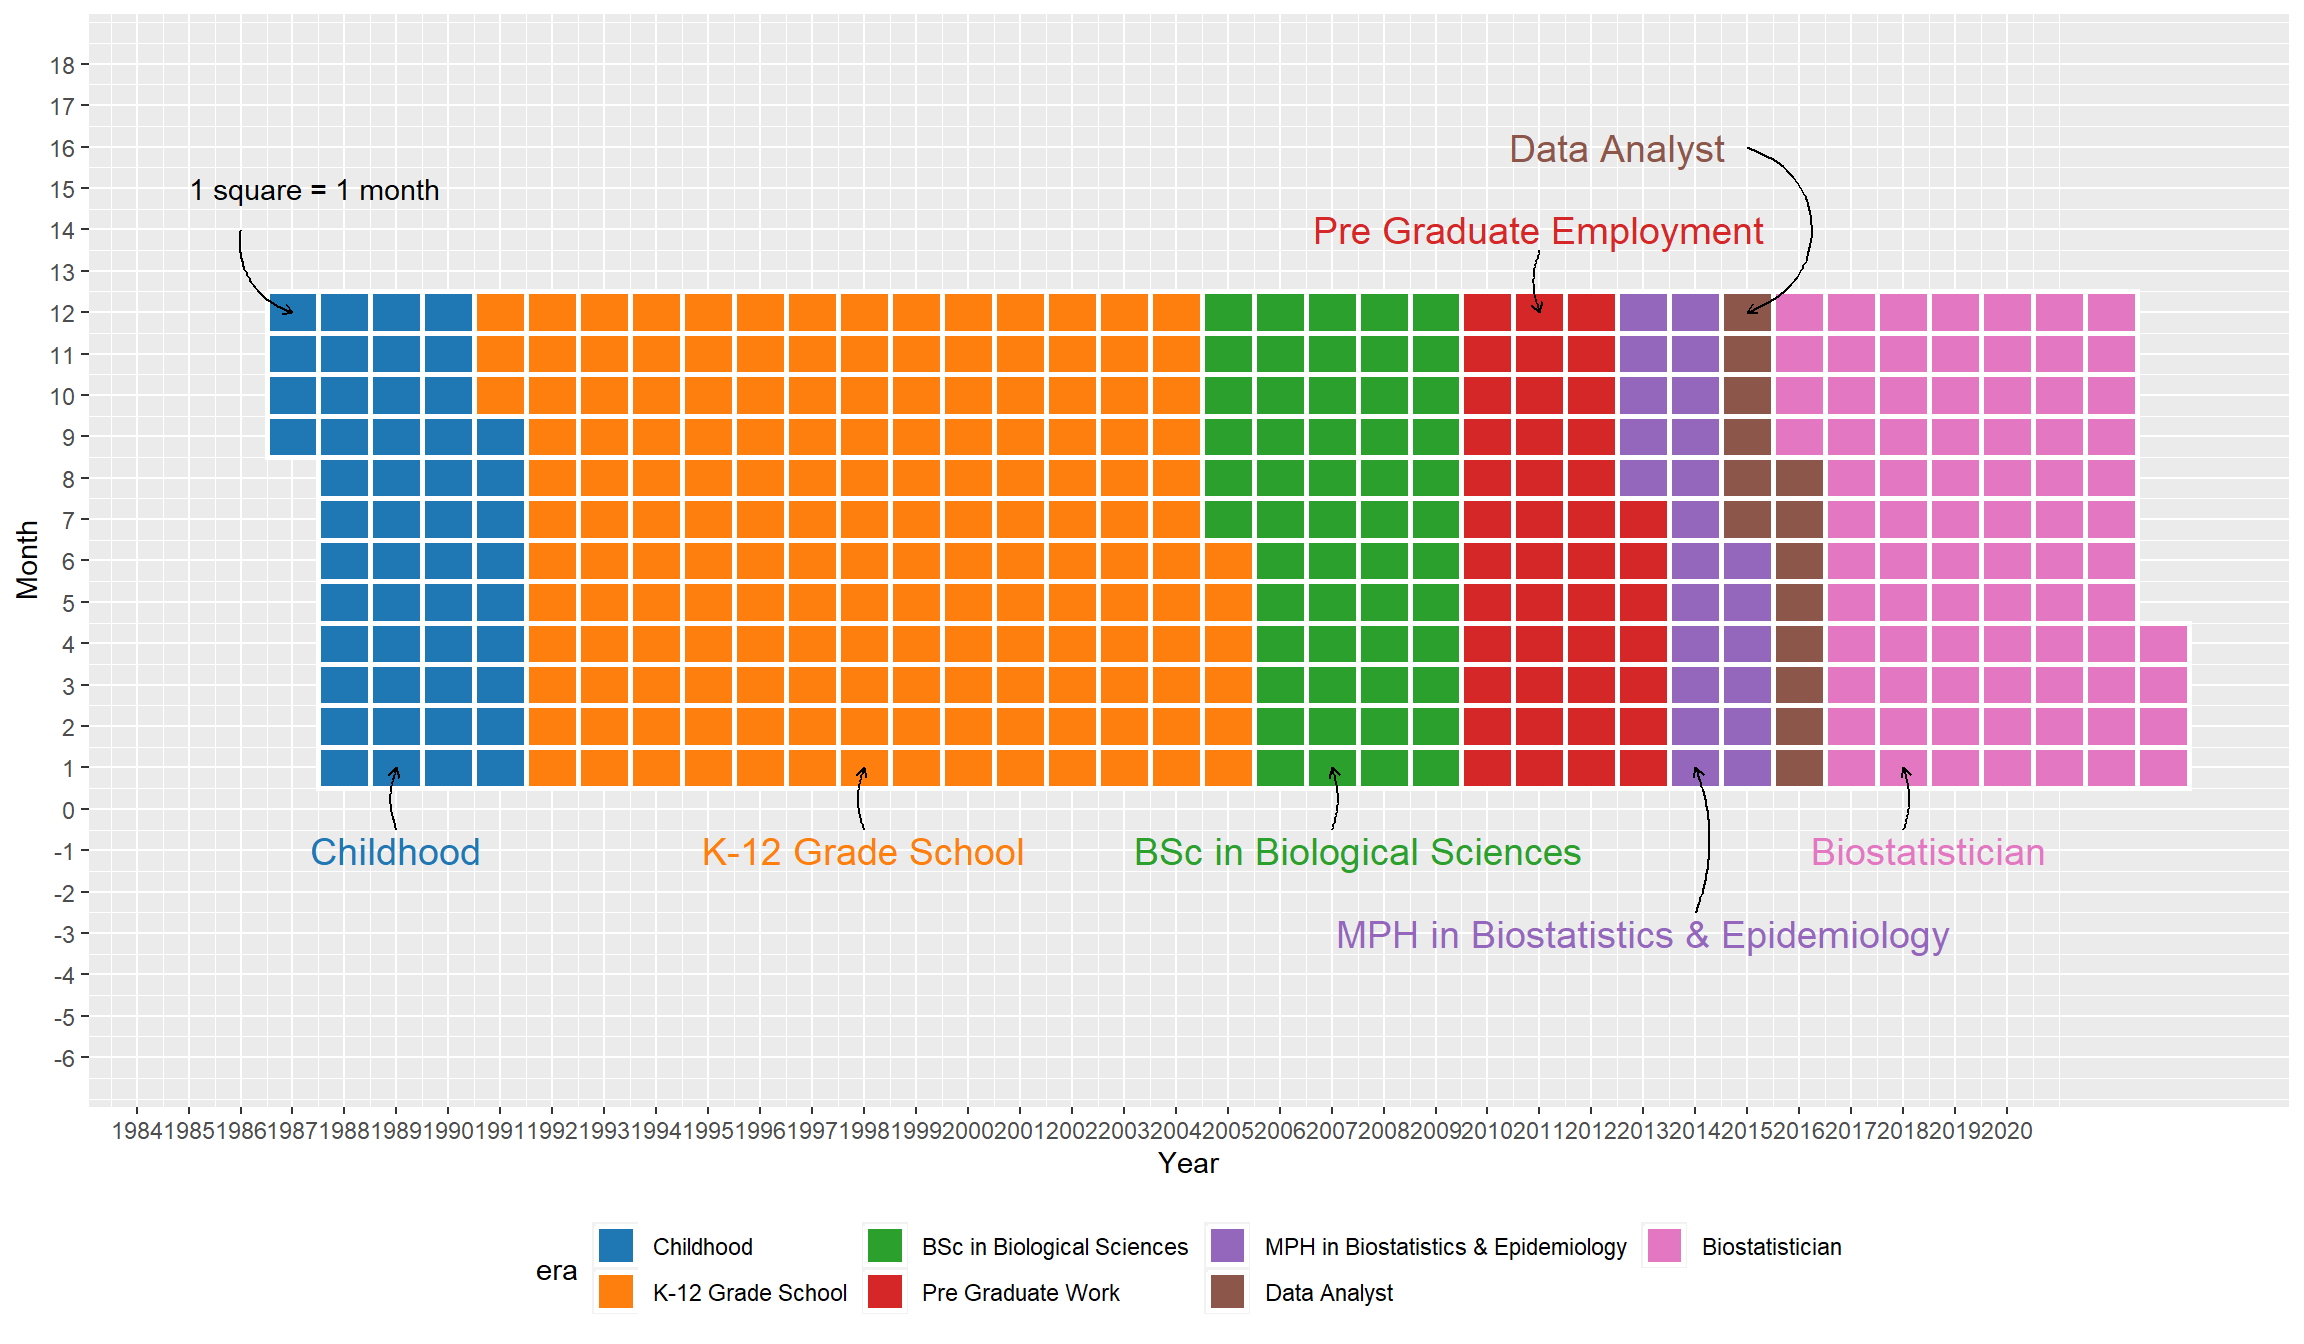 18
17
16
15
14
13
12
11
10
9
8
7
6
5
4
3
2
1
0
-1
-2
-3
-4
-5
-6
Month
Data Analyst
1 square = 1 month
Pre Graduate Employment
Childhood
K-12 Grade School
BSc in Biological Sciences
Biostatistician
MPH in Biostatistics & Epidemiology
1984 1985 1986 1987 1988 1989 1990 1991 1992 1993 1994 1995 1996 1997 1998 1999 2000 2001 2002 2003 2004 2005 2006 2007 2008 2009 2010 2011 2012 2013 2014 2015 2016 2017 2018 2019 2020
Year
era
Childhood
K-12 Grade School
BSc in Biological Sciences
Pre Graduate Work
MPH in Biostatistics & Epidemiology
Data Analyst
Biostatistician